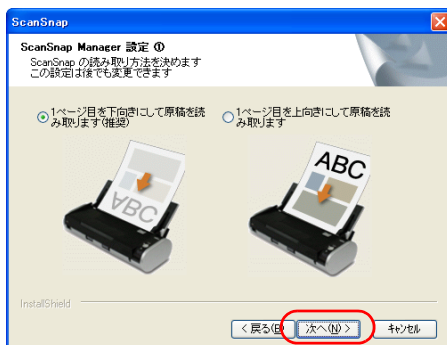 ScanSnap
ScanSnap Manager 設定 ①
ScanSnap の読み取り方法を決めます
この設定は後でも変更できます
1ページ目を下向きにして原稿を読
み取ります(推奨)
1ページ目を上向きにして原稿を読
み取ります
ABC
ABC
InstallShield
< 戻る(B)
次へ(N) >
キャンセル